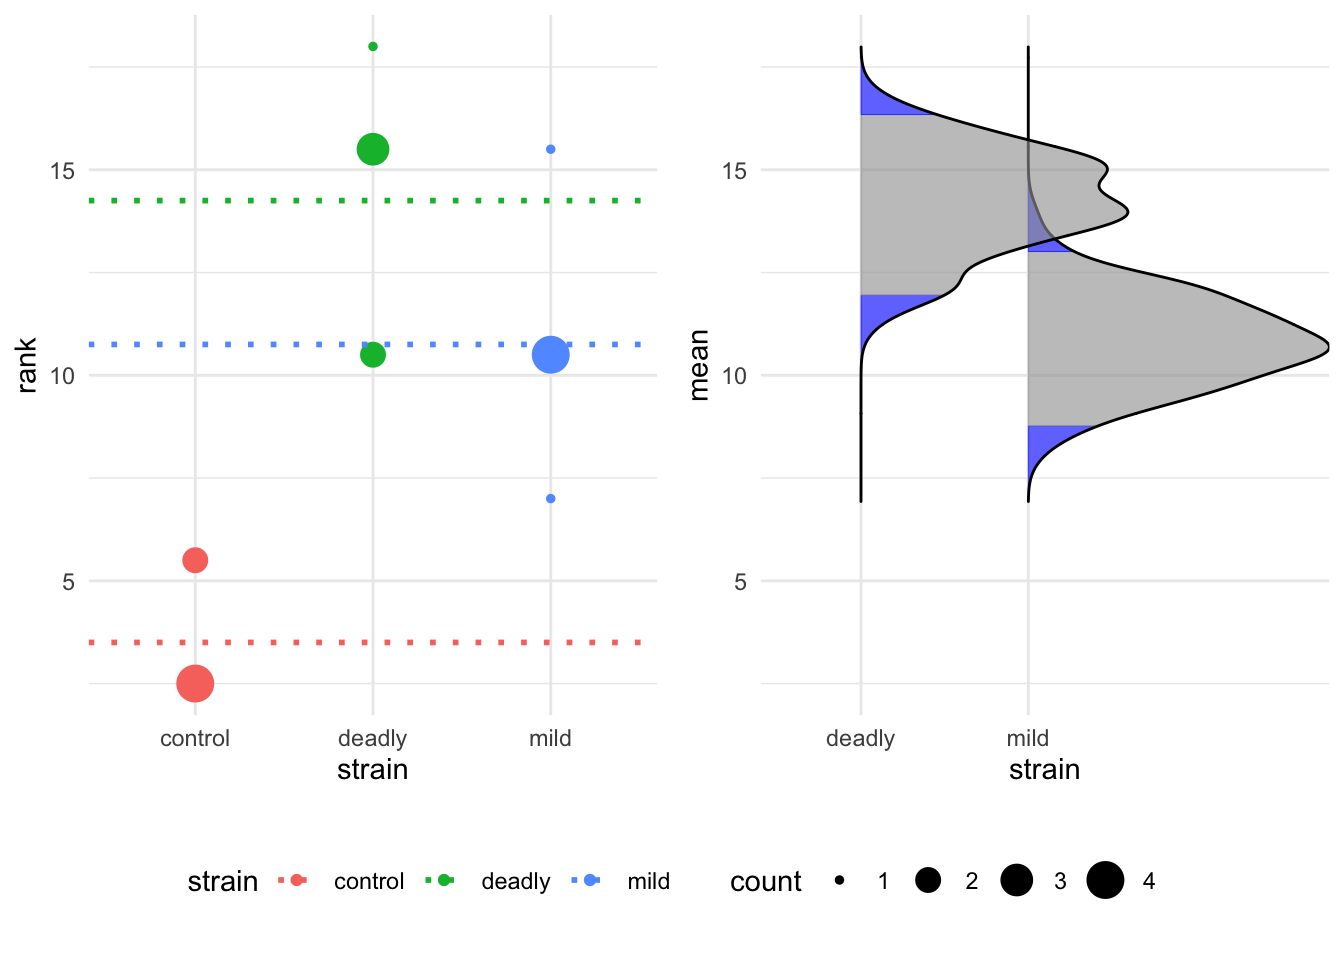 15
10
5
rank
control deadly mild
strain
15
10
5
mean
deadly mild
strain
strain control deadly mild count 1 2 3 4